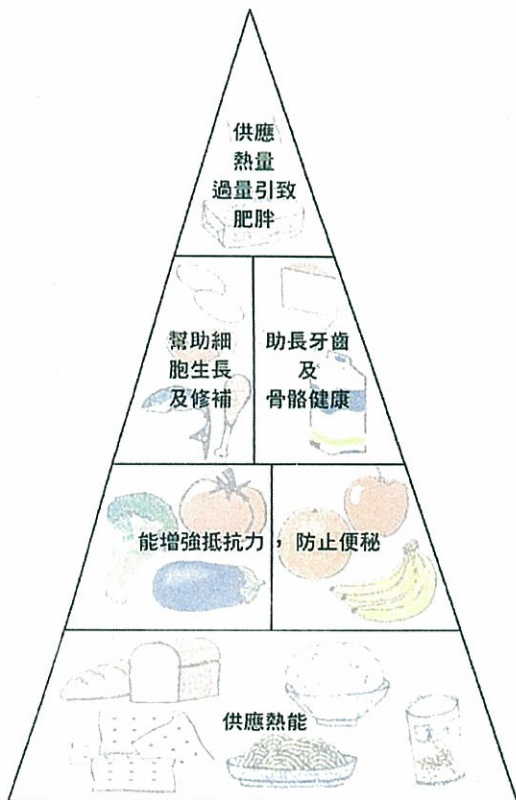 供應
熱量
過量引致
肥胖
幫助細
胞生長
及修補
助長牙齒
及
骨骼健康
能增強抵抗力，防止便秘
供應熱能